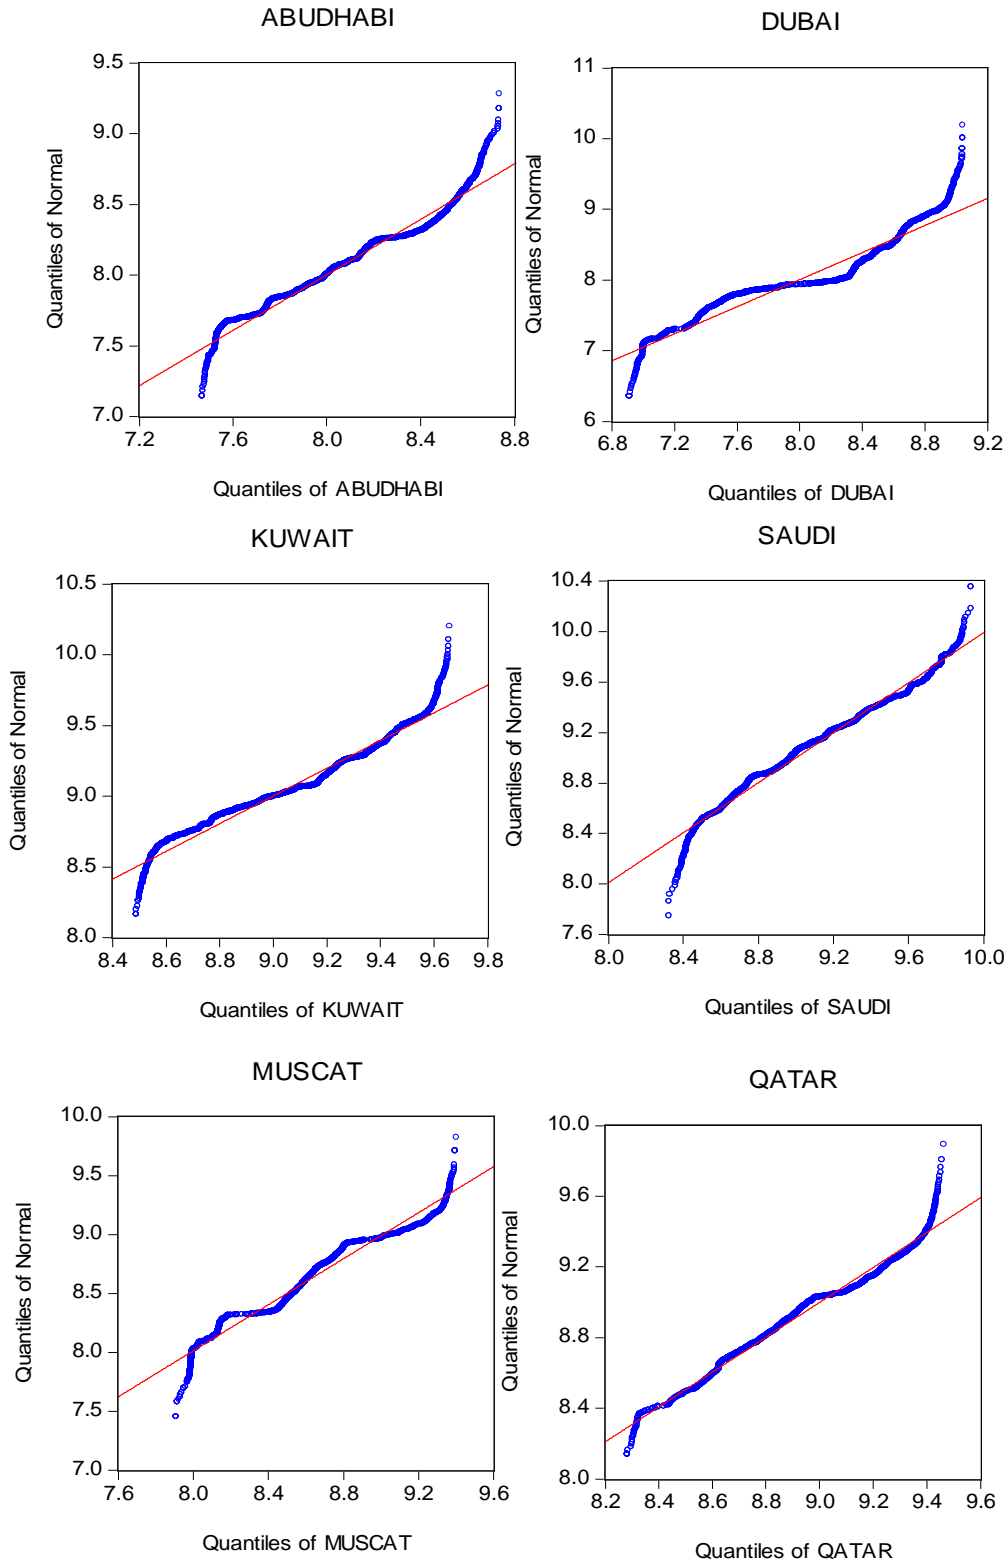 ABUDHABI
9.5
9.0
8.5
8.0
7.5
7.0
7.2 7.6 8.0 8.4 8.8
Quantiles of Normal
Quantiles of ABUDHABI
DUBAI
11
10
9
8
7
6
6.8 7.2 7.6 8.0 8.4 8.8 9.2
Quantiles of Normal
Quantiles of DUBAI
KUWAIT
10.5
10.0
9.5
9.0
8.5
8.0
8.4 8.6 8.8 9.0 9.2 9.4 9.6 9.8
Quantiles of Normal
Quantiles of KUWAIT
SAUDI
10.4
10.0
9.6
9.2
8.8
8.4
8.0
7.6
8.0 8.4 8.8 9.2 9.6 10.0
Quantiles of Normal
Quantiles of SAUDI
MUSCAT
10.0
9.5
9.0
8.5
8.0
7.5
7.0
7.6 8.0 8.4 8.8 9.2 9.6
Quantiles of Normal
Quantiles of MUSCAT
QATAR
10.0
9.6
9.2
8.8
8.4
8.0
8.2 8.4 8.6 8.8 9.0 9.2 9.4 9.6
Quantiles of Normal
Quantiles of QATAR